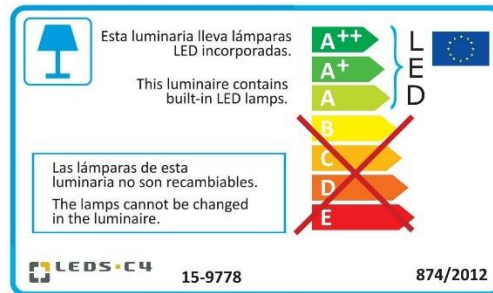 Esta luminaria lleva lámparas
LED incorporadas.
This luminaire contains
built-in LED lamps.
A++
A+
A
B
C
D
E
L
E
D
Las lámparas de esta
luminaria no son recambiables.
The lamps cannot be changed
in the luminaire.
LEDS·C4
15-9778
874/2012